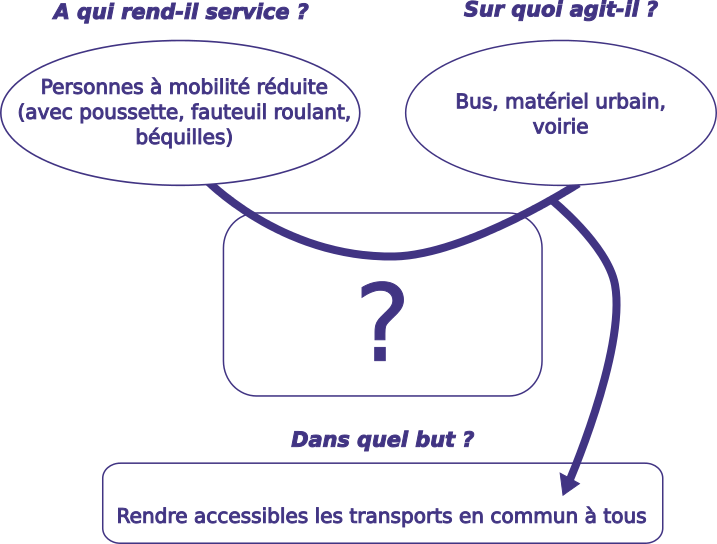 A qui rend-il service ?
Sur quoi agit-il ?
Personnes à mobilité réduite
(avec poussette, fauteuil roulant,
béquilles)
Bus, matériel urbain,
voirie
?
Dans quel but ?
Rendre accessibles les transports en commun à tous